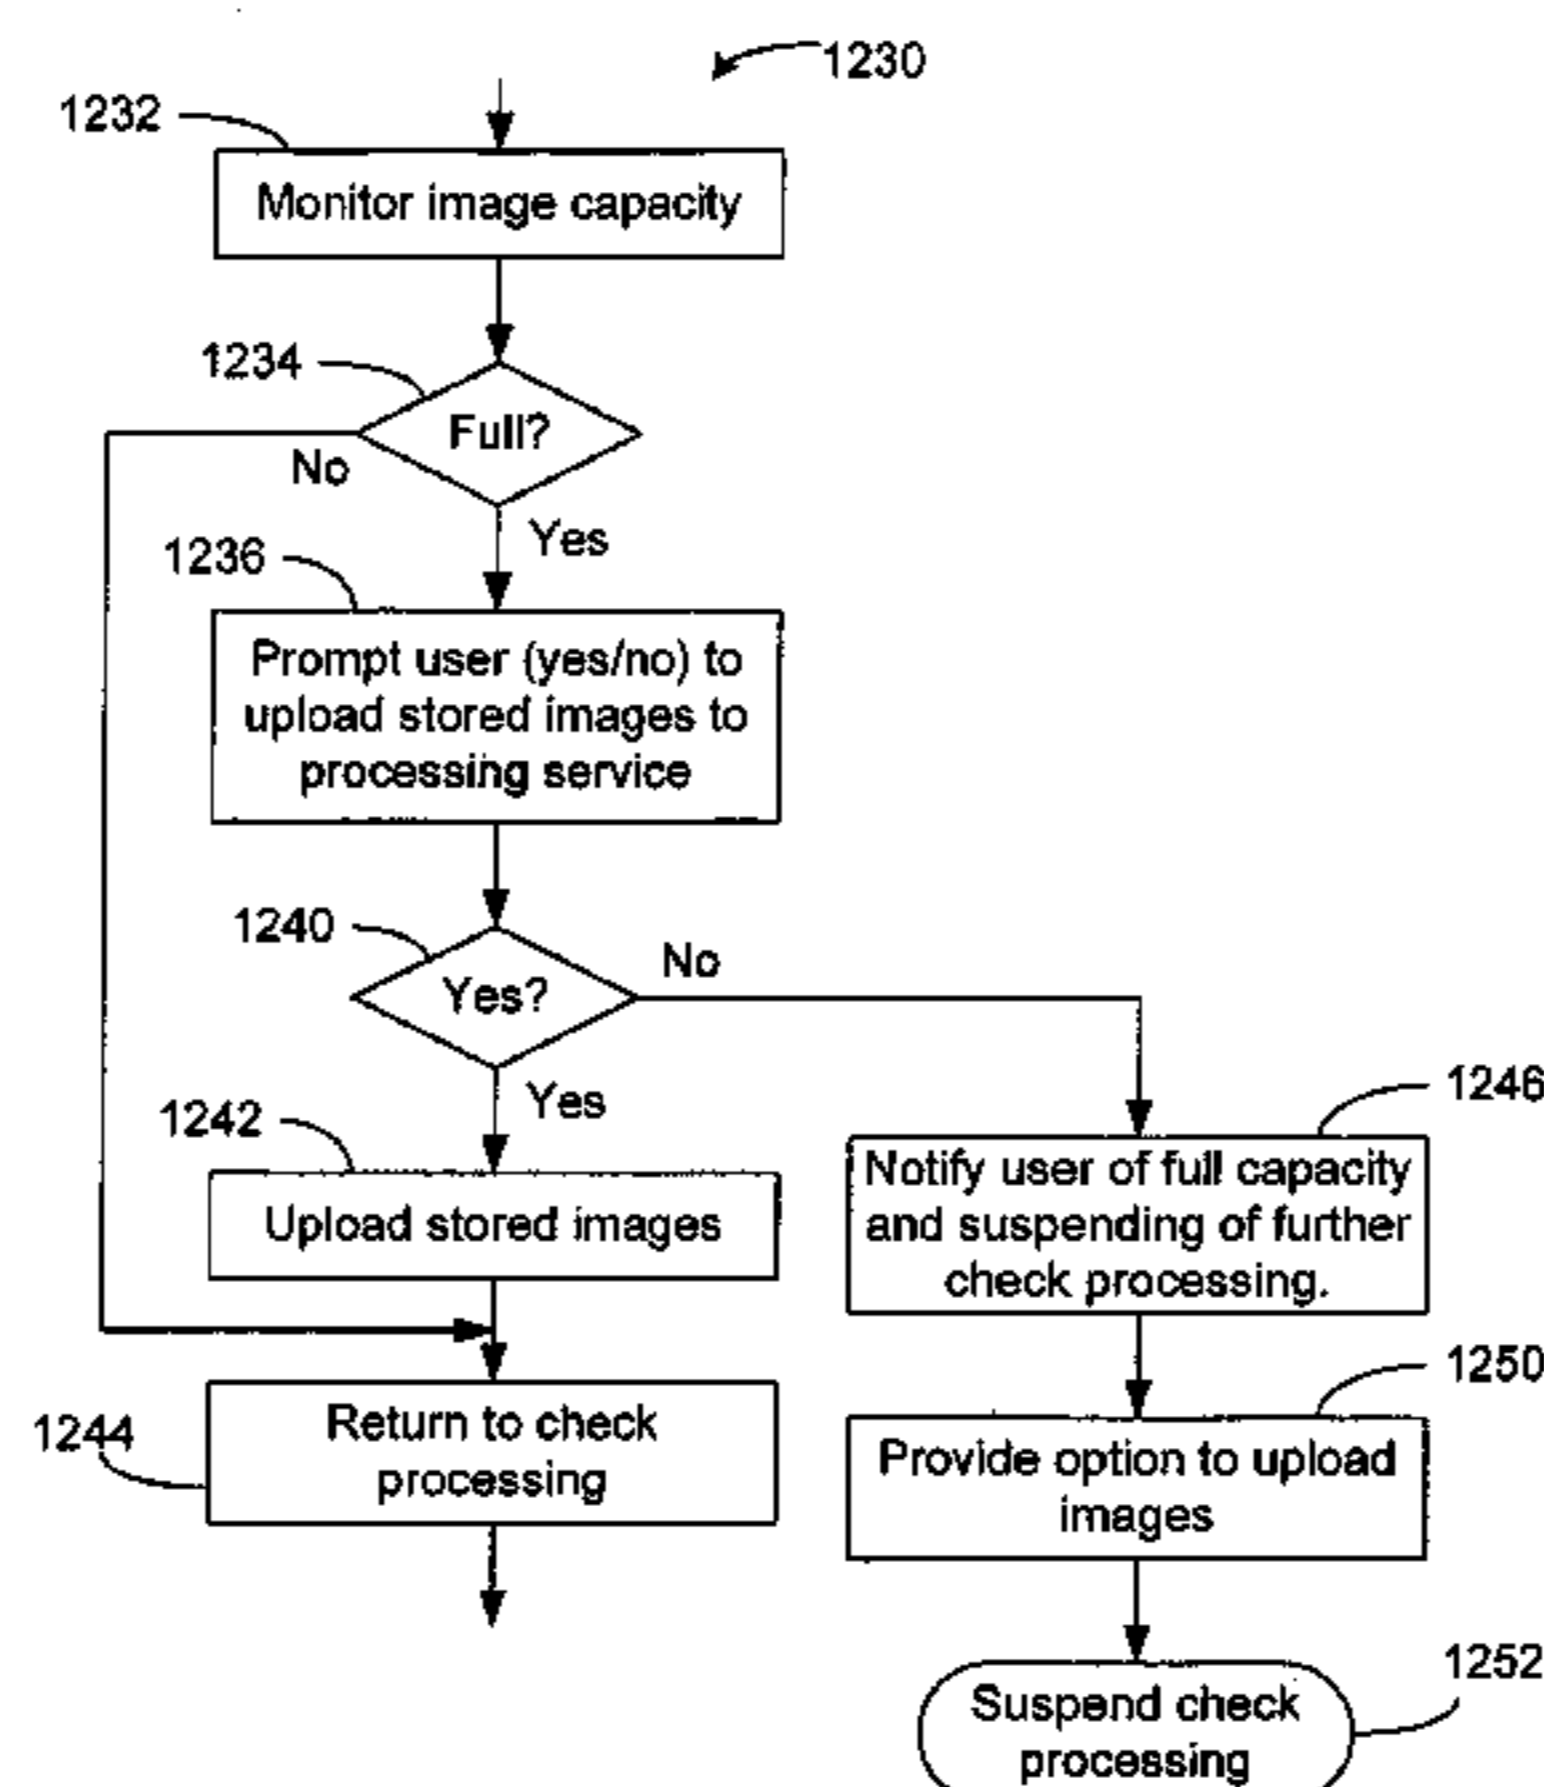 1230
1232
Monitor image capacity
1234
Full?
No
Yes
1236
Prompt user (yes/no) to
upload stored images to
processing service
1240
Yes?
No
Yes
1242
Upload stored images
1244
Return to check
processing
1246
Notify user of full capacity
and suspending of further
check processing.
1250
Provide option to upload
images
1252
Suspend check
processing